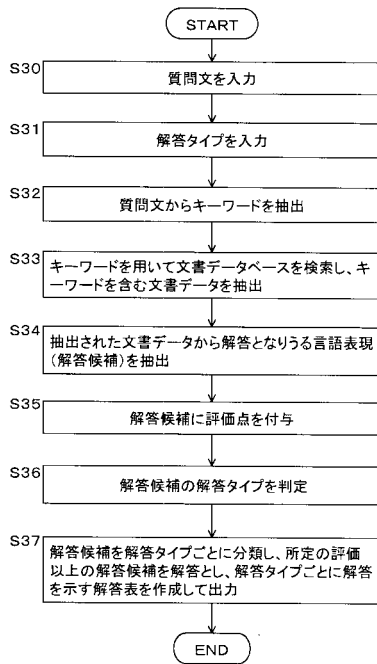 START
S30
質問文を入力
S31
解答タイプを入力
S32
質問文からキーワードを抽出
S33
キーワードを用いて文書データベースを検索し、キ
ーワードを含む文書データを抽出
S34
抽出された文書データから解答となりうる言語表現
(解答候補)を抽出
S35
解答候補に評価点を付与
S36
解答候補の解答タイプを判定
S37
解答候補を解答タイプごとに分類し、所定の評価
以上の解答候補を解答とし、解答タイプごとに解答
を示す解答表を作成して出力
END